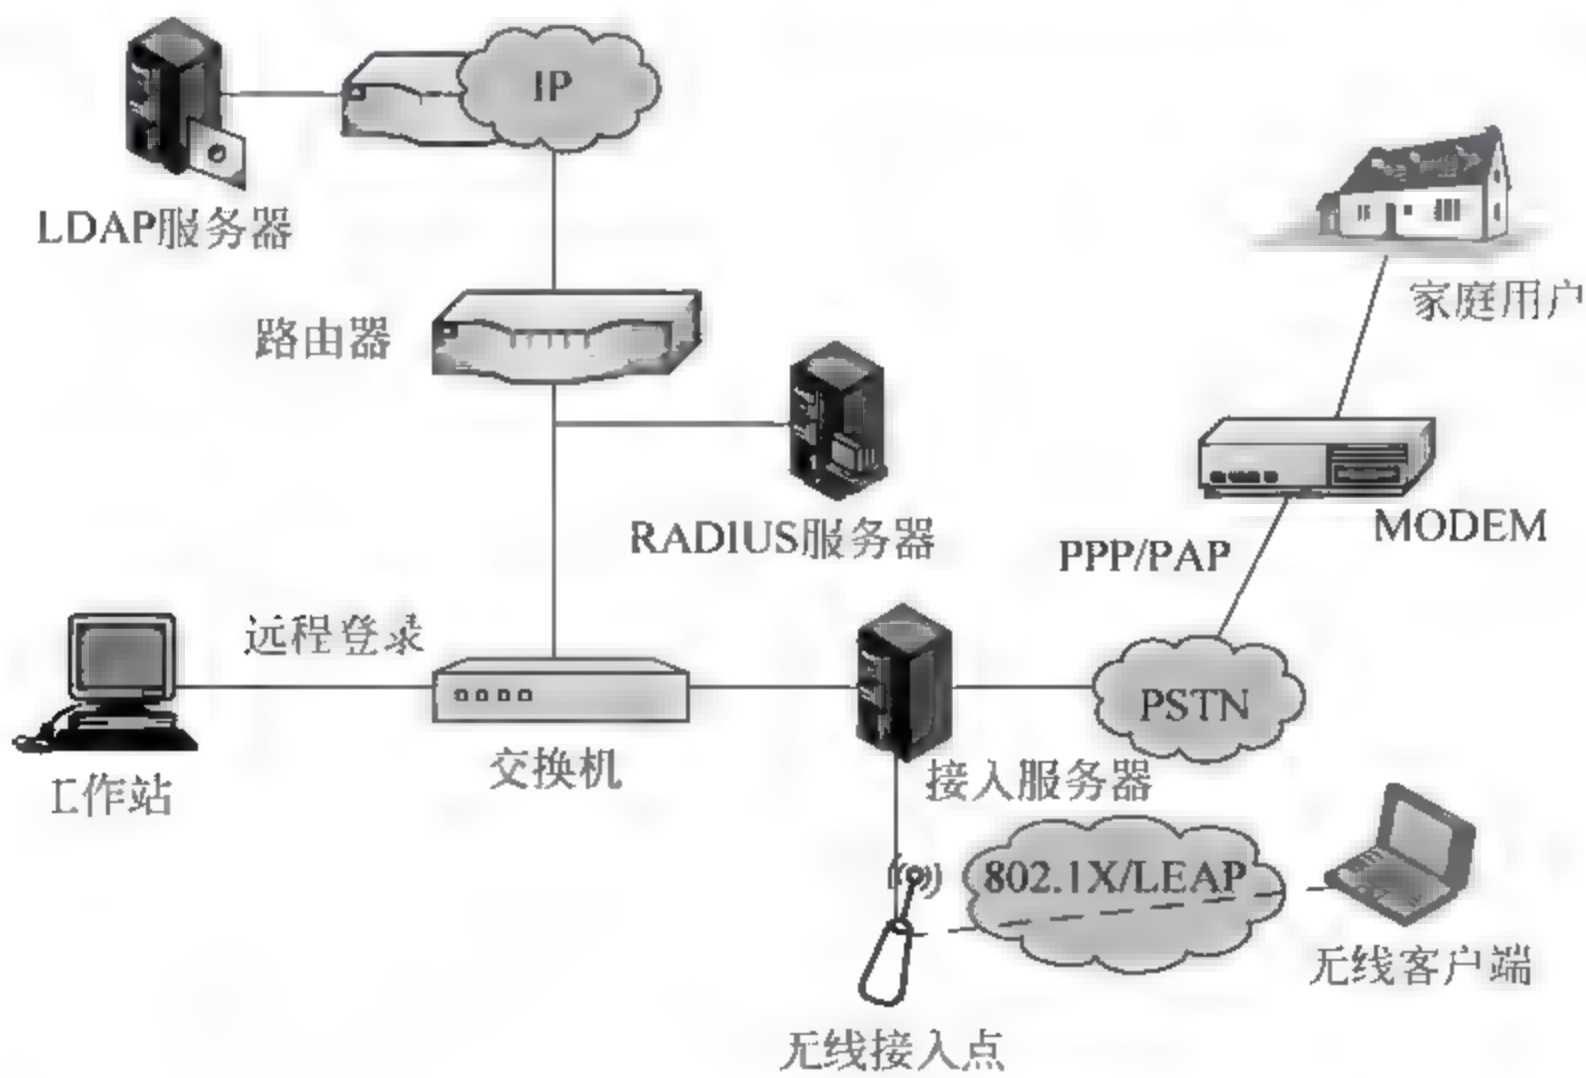 IP
LDAP服务器
家庭用户
路由器
RADIUS服务器
MODEM
PPP/PAP
远程登录
PSTN
交换机
接入服务器
工作站
802.1X/LEAP
无线客户端
无线接入点